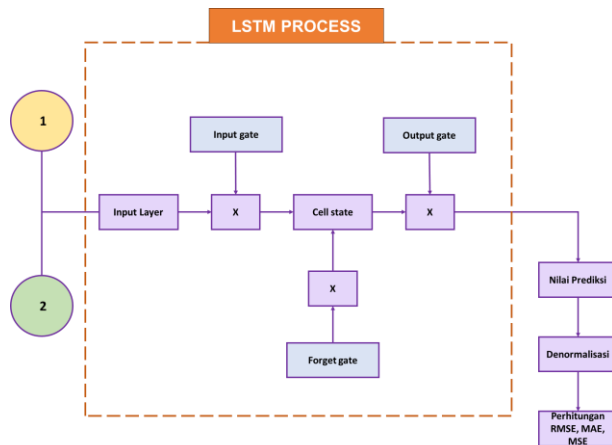 LSTM PROCESS
1
Input gate
Output gate
Input Layer
X
Cell state
X
X
Nilai Prediksi
2
Forget gate
Denormalisasi
Perhitungan
RMSE, MAE,
MSE